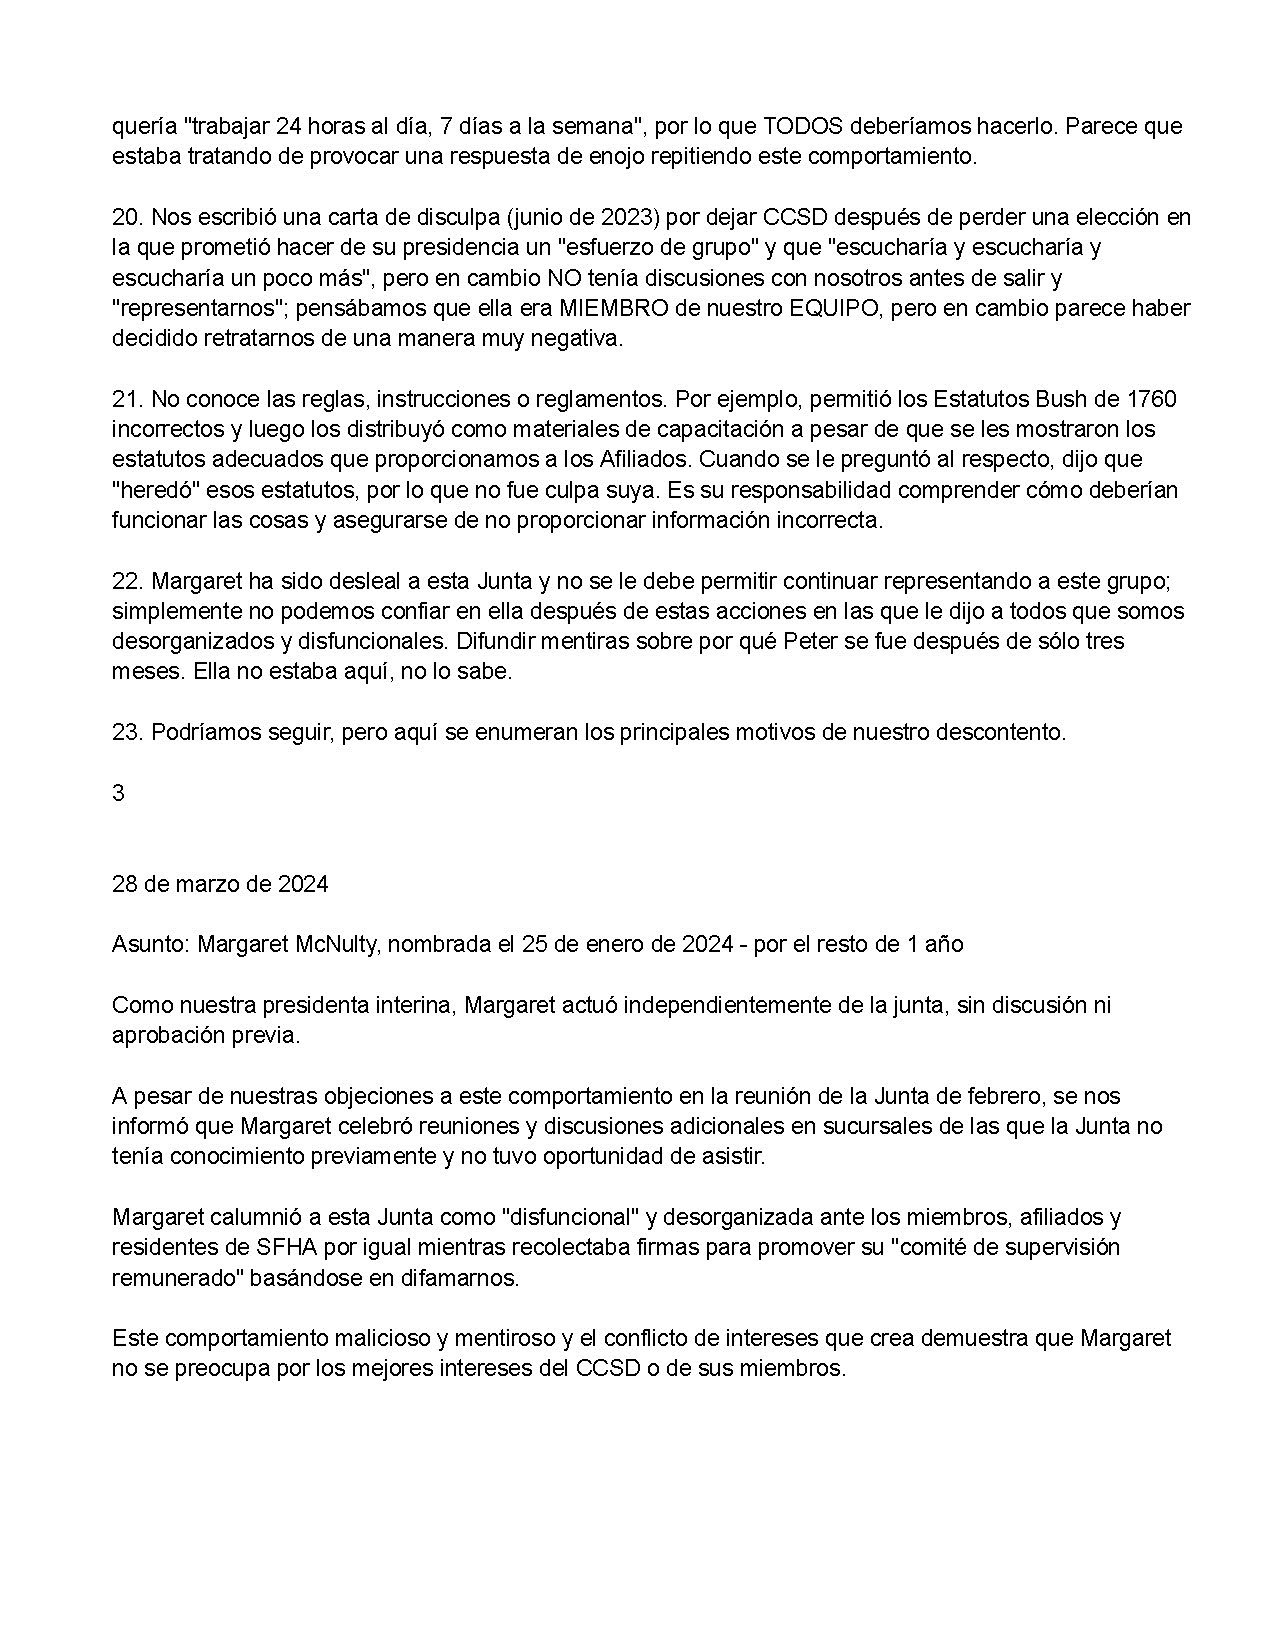 quería "trabajar 24 horas al día, 7 días a la semana", por lo que TODOS deberíamos hacerlo. Parece que
estaba tratando de provocar una respuesta de enojo repitiendo este comportamiento.
20. Nos escribió una carta de disculpa (junio de 2023) por dejar CCSD después de perder una elección en
la que prometió hacer de su presidencia un "esfuerzo de grupo" y que "escucharía y escucharía y
escucharía un poco más", pero en cambio NO tenía discusiones con nosotros antes de salir y
"representarnos"; pensábamos que ella era MIEMBRO de nuestro EQUIPO, pero en cambio parece haber
decidido retratarnos de una manera muy negativa.
21. No conoce las reglas, instrucciones o reglamentos. Por ejemplo, permitió los Estatutos Bush de 1760
incorrectos y luego los distribuyó como materiales de capacitación a pesar de que se les mostraron los
estatutos adecuados que proporcionamos a los Afiliados. Cuando se le preguntó al respecto, dijo que
"heredó" esos estatutos, por lo que no fue culpa suya. Es su responsabilidad comprender cómo deberían
funcionar las cosas y asegurarse de no proporcionar información incorrecta.
22. Margaret ha sido desleal a esta Junta y no se le debe permitir continuar representando a este grupo;
simplemente no podemos confiar en ella después de estas acciones en las que le dijo a todos que somos
desorganizados y disfuncionales. Difundir mentiras sobre por qué Peter se fue después de sólo tres
meses. Ella no estaba aquí, no lo sabe.
23. Podríamos seguir, pero aquí se enumeran los principales motivos de nuestro descontento.
3
28 de marzo de 2024
Asunto: Margaret McNulty, nombrada el 25 de enero de 2024 - por el resto de 1 año
Como nuestra presidenta interina, Margaret actuó independientemente de la junta, sin discusión ni
aprobación previa.
A pesar de nuestras objeciones a este comportamiento en la reunión de la Junta de febrero, se nos
informó que Margaret celebró reuniones y discusiones adicionales en sucursales de las que la Junta no
tenía conocimiento previamente y no tuvo oportunidad de asistir.
Margaret calumnió a esta Junta como "disfuncional" y desorganizada ante los miembros, afiliados y
residentes de SFHA por igual mientras recolectaba firmas para promover su "comité de supervisión
remunerado" basándose en difamarnos.
Este comportamiento malicioso y mentiroso y el conflicto de intereses que crea demuestra que Margaret
no se preocupa por los mejores intereses del CCSD o de sus miembros.